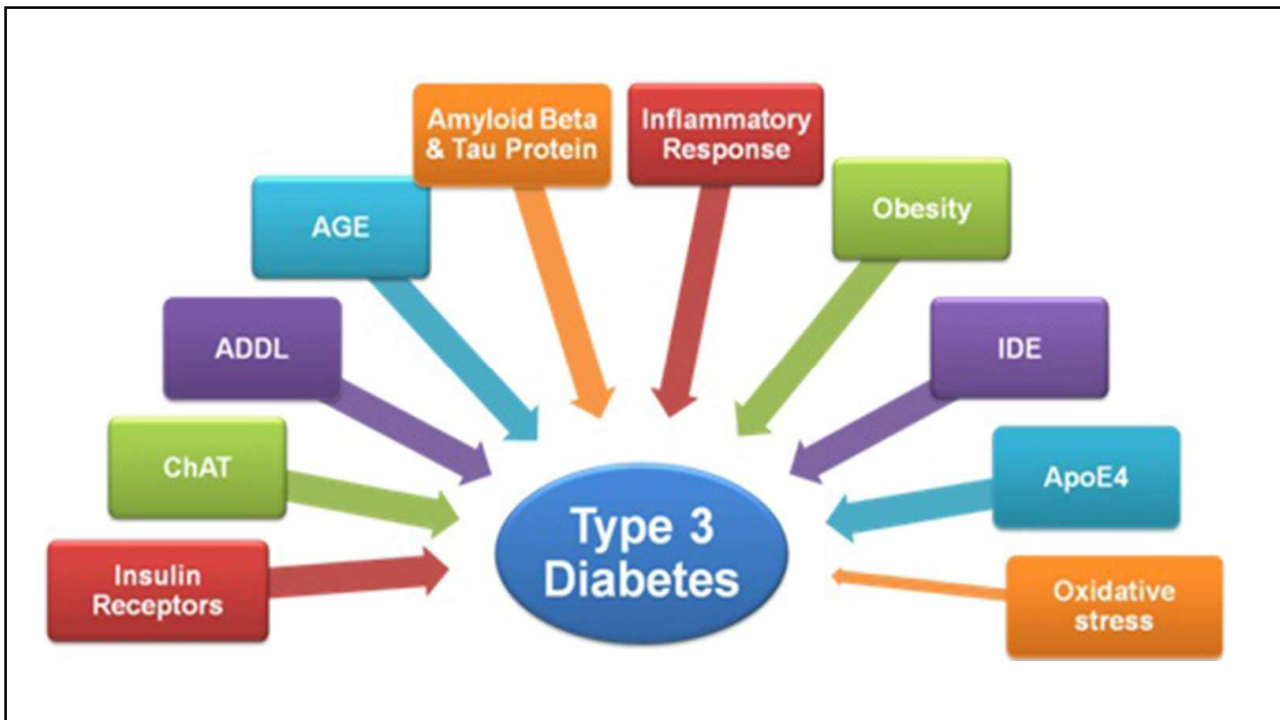 Amyloid Beta
& Tau Protein
Inflammatory
Response
AGE
Obesity
ADDL
IDE
ChAT
ApoE4
Insulin
Receptors
Type 3
Diabetes
Oxidative
stress